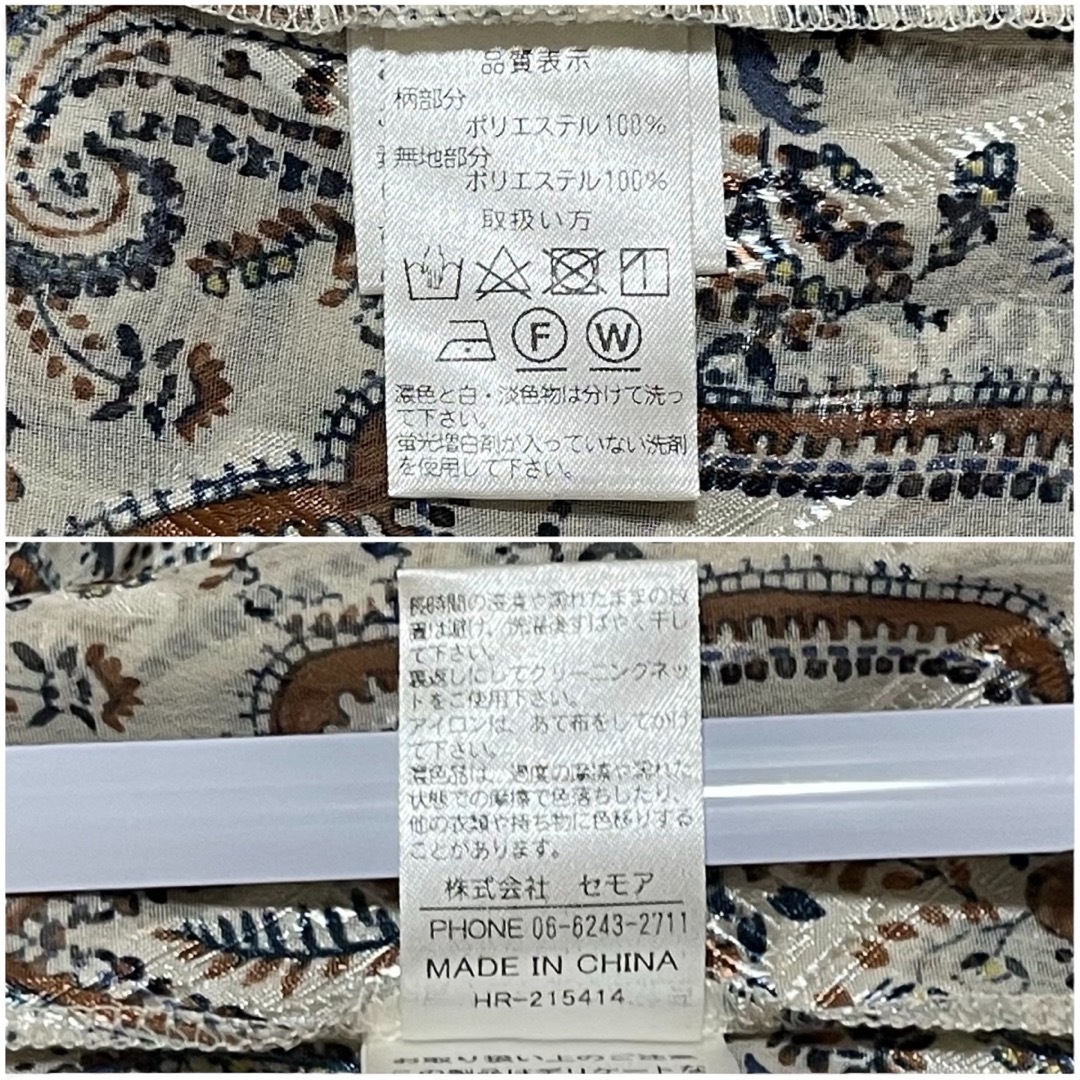 品質表示
柄部分
ポリエステル100%
無地部分
ポリエステル100%
取扱い方
F W
濃色と白・淡色物は分けて洗っ
て下さい。
蛍光増白剤が入っていない洗剤
を使用して下さい。
長時間の浸漬や濡れたままの放
置は避け、洗濯後すばやく干し
て下さい。
裏返しにしてクリーニングネッ
トをご使用下さい。
アイロンは、あて布をしてかけ
て下さい。
濃色品は、過度の摩擦や濡れた
状態での摩擦で色落ちしたり、
他の衣類や持ち物に色移りする
ことがあります。
株式会社 セモア
PHONE 06-6243-2711
MADE IN CHINA
HR-215414
お取り扱い上のご注意